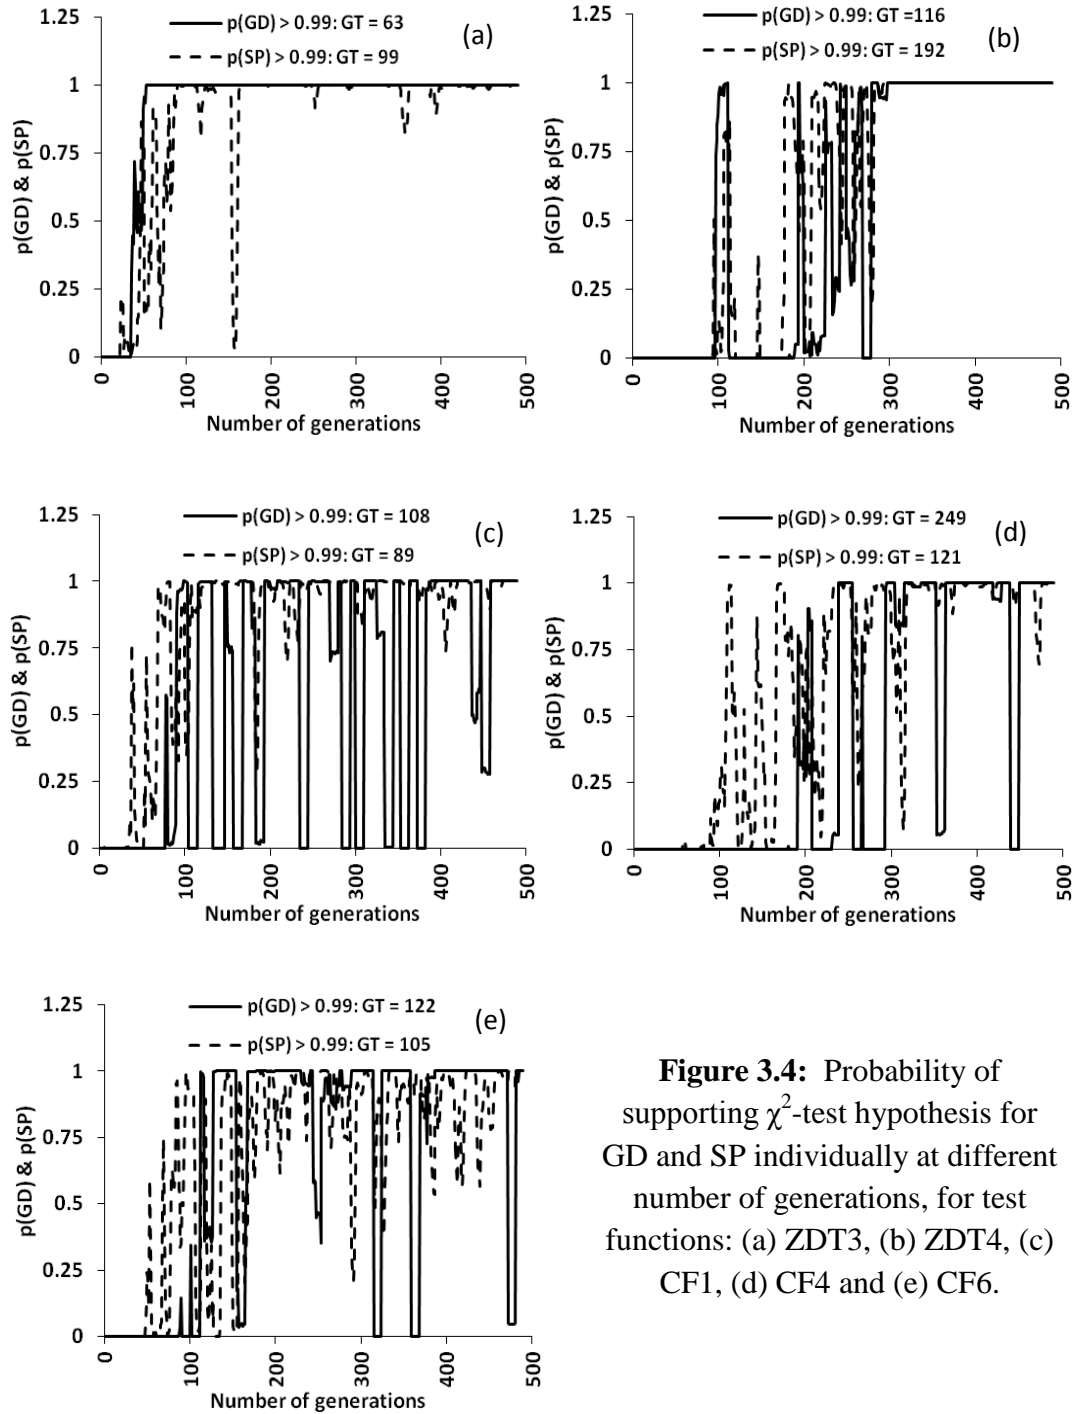 p(GD) > 0.99: GT = 63
p(SP) > 0.99: GT = 99
(a)
1.25
1
0.75
0.5
0.25
0
p(GD) & p(SP)
0
100
200
300
400
500
Number of generations
p(GD) > 0.99: GT =116
p(SP) > 0.99: GT = 192
(b)
1.25
1
0.75
0.5
0.25
0
p(GD) & p(SP)
0
100
200
300
400
500
Number of generations
p(GD) > 0.99: GT = 108
p(SP) > 0.99: GT = 89
(c)
1.25
1
0.75
0.5
0.25
0
p(GD) & p(SP)
0
100
200
300
400
500
Number of generations
p(GD) > 0.99: GT = 249
p(SP) > 0.99: GT = 121
(d)
1.25
1
0.75
0.5
0.25
0
p(GD) & p(SP)
0
100
200
300
400
500
Number of generations
p(GD) > 0.99: GT = 122
p(SP) > 0.99: GT = 105
(e)
1.25
1
0.75
0.5
0.25
0
p(GD) & p(SP)
0
100
200
300
400
500
Number of generations
Figure 3.4: Probability of
supporting χ²-test hypothesis for
GD and SP individually at different
number of generations, for test
functions: (a) ZDT3, (b) ZDT4, (c)
CF1, (d) CF4 and (e) CF6.